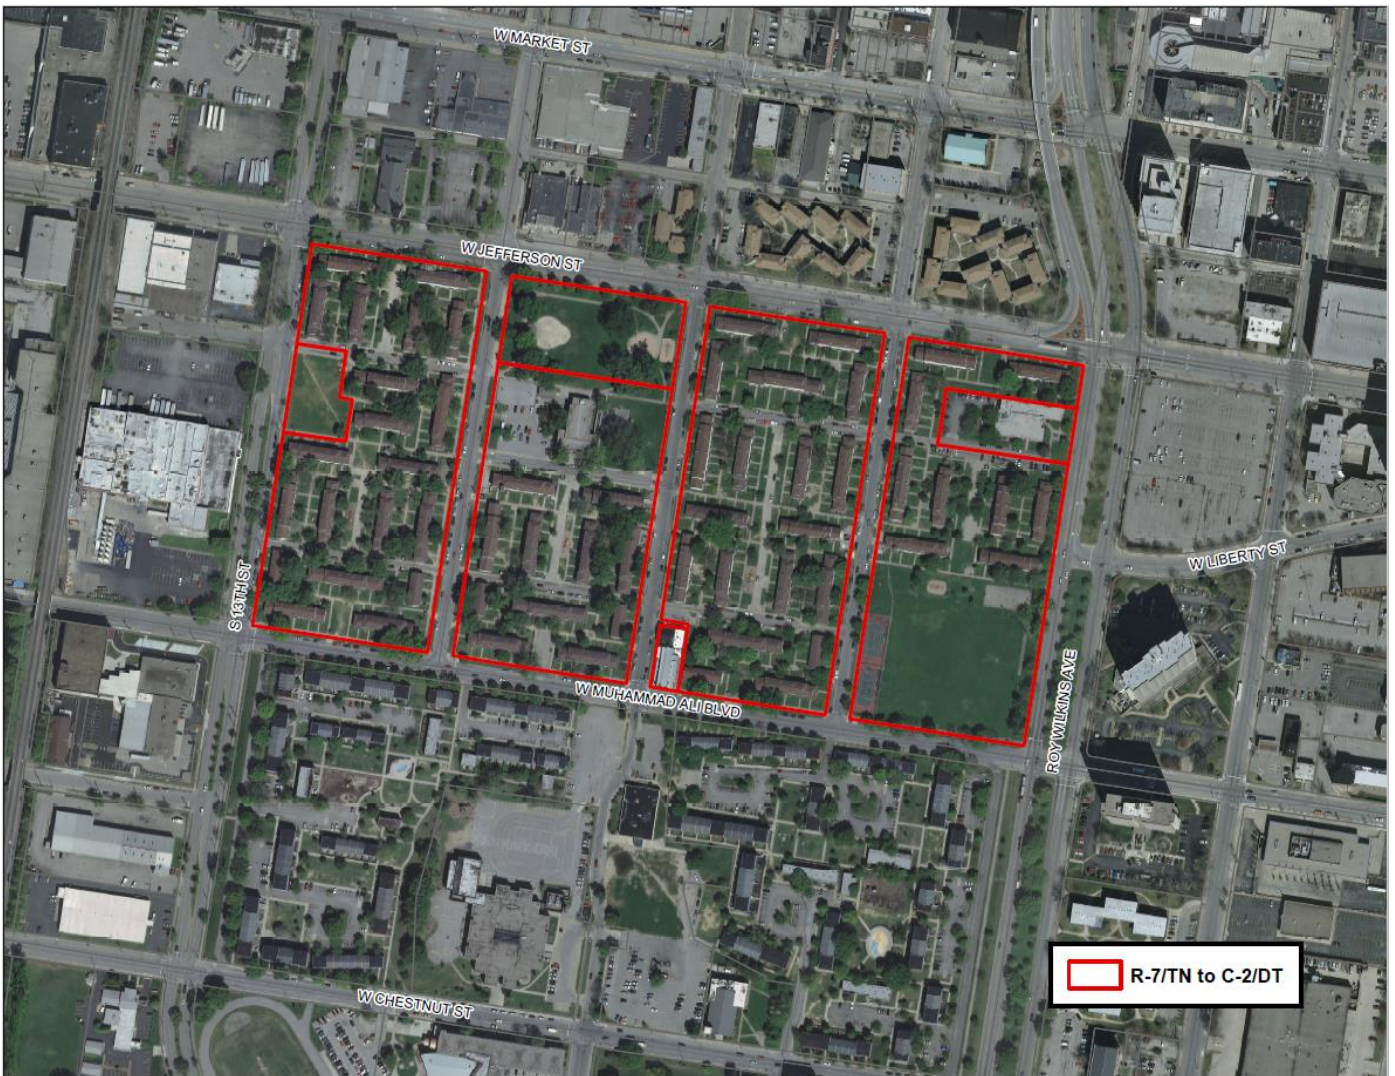 W MARKET ST
W JEFFERSON ST
W LIBERTY ST
S 13TH ST
ROY WILKINS AVE
W MUHAMMAD ALI BLVD
R-7/TN to C-2/DT
W CHESTNUT ST